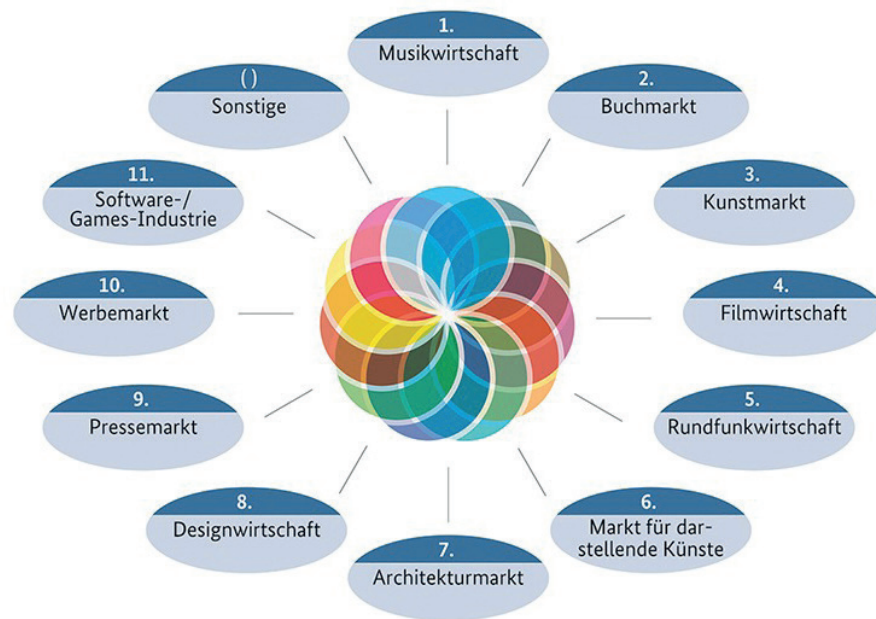 1.
Musikwirtschaft
2.
Buchmarkt
3.
Kunstmarkt
4.
Filmwirtschaft
5.
Rundfunkwirtschaft
6.
Markt für dar-
stellende Künste
7.
Architekturmarkt
8.
Designwirtschaft
9.
Pressemarkt
10.
Werbemarkt
11.
Software-/
Games-Industrie
( )
Sonstige